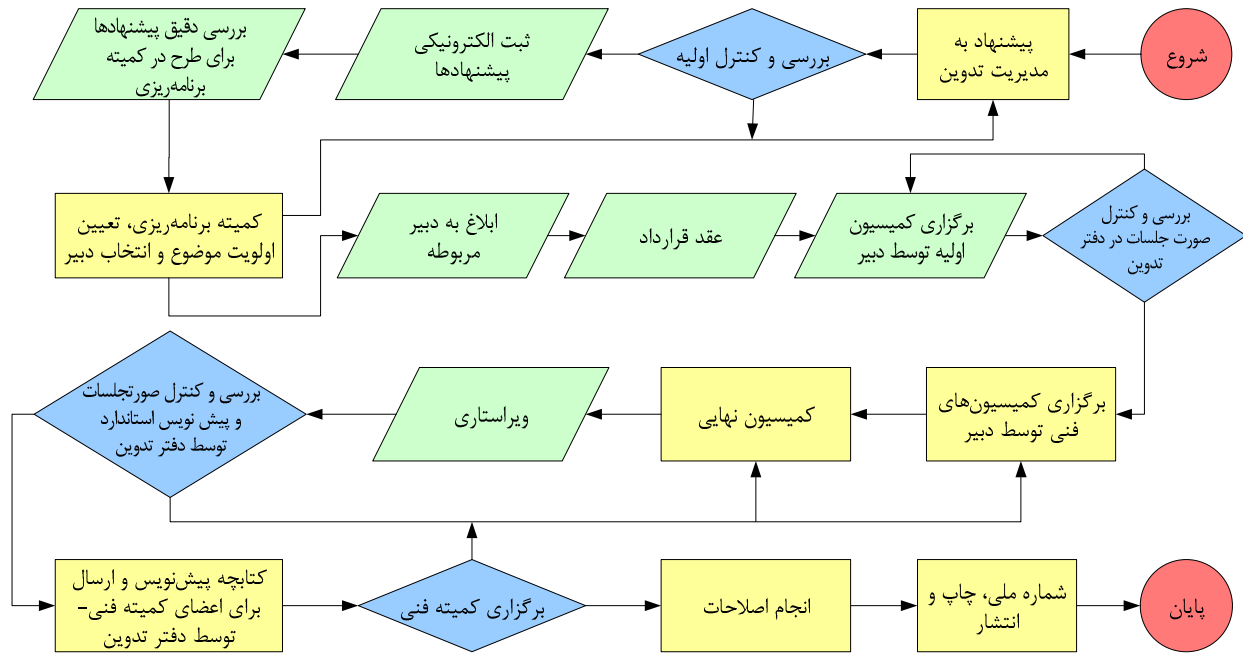 شروع
پیشنهاد به
مدیریت تدوین
بررسی و کنترل اولیه
ثبت الکترونیکی
پیشنهادها
بررسی دقیق پیشنهادها
برای طرح در کمیته
برنامه‌ریزی
کمیته برنامه‌ریزی، تعیین
اولویت موضوع و انتخاب دبیر
ابلاغ به دبیر
مربوطه
عقد قرارداد
برگزاری کمیسیون
اولیه توسط دبیر
بررسی و کنترل
صورت جلسات در دفتر
تدوین
برگزاری کمیسیون‌های
فنی توسط دبیر
کمیسیون نهایی
ویراستاری
بررسی و کنترل صورتجلسات
و پیش نویس استاندارد
توسط دفتر تدوین
کتابچه پیش‌نویس و ارسال
برای اعضای کمیته فنی-
توسط دفتر تدوین
برگزاری کمیته فنی
انجام اصلاحات
شماره ملی، چاپ و
انتشار
پایان